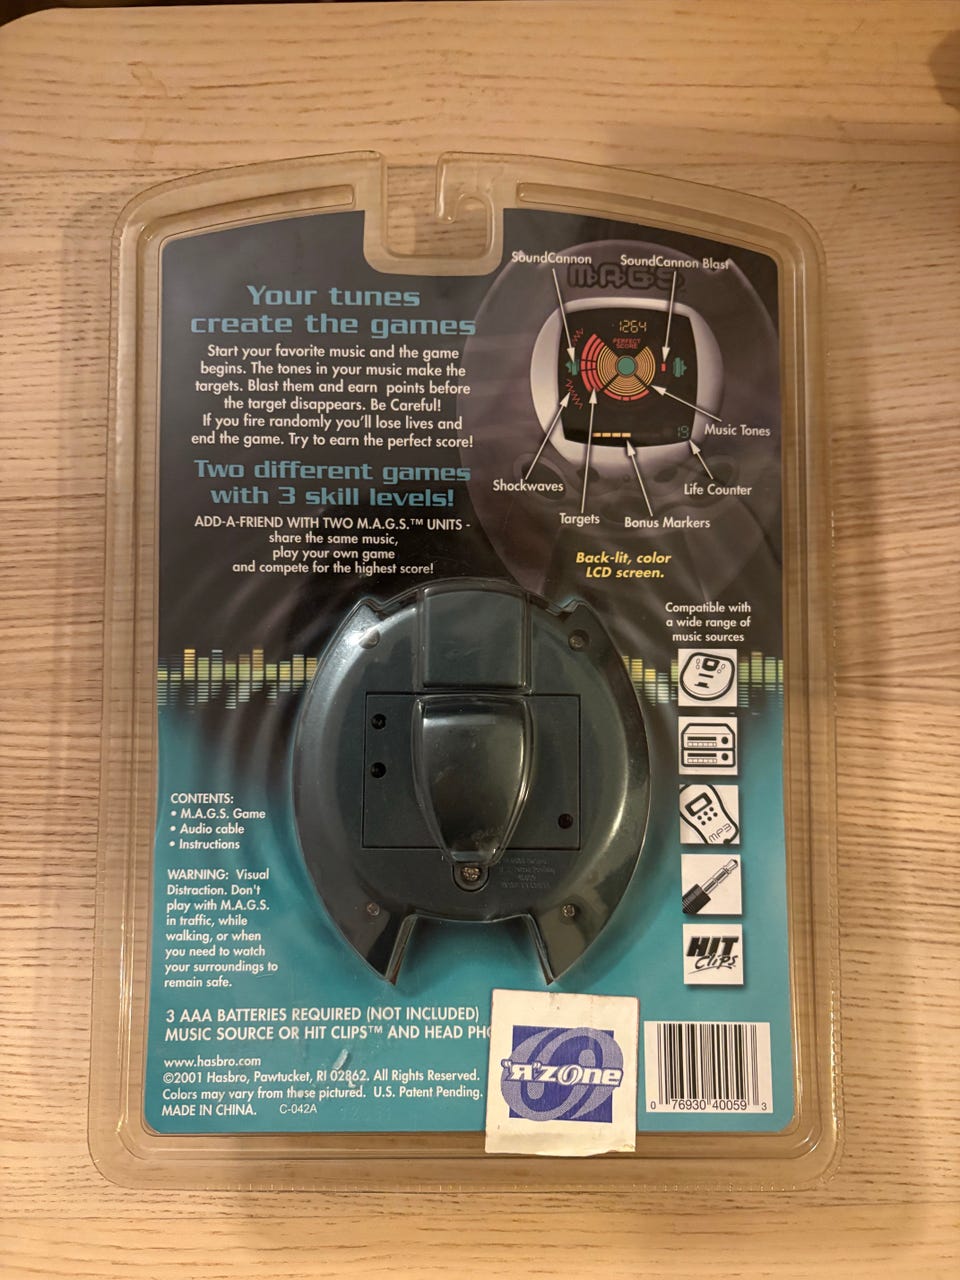 SoundCannon
SoundCannon Blast
M.A.G.S.
1264
PERFECT
SCORE
19
Music Tones
Life Counter
Shockwaves
Targets
Bonus Markers
Back-lit, color
LCD screen.
Your tunes
create the games
Start your favorite music and the game
begins. The tones in your music make the
targets. Blast them and earn points before
the target disappears. Be Careful!
If you fire randomly you'll lose lives and
end the game. Try to earn the perfect score!
Two different games
with 3 skill levels!
ADD-A-FRIEND WITH TWO M.A.G.S.™ UNITS -
share the same music,
play your own game
and compete for the highest score!
Compatible with
a wide range of
music sources
MP3
HIT
Clips
CONTENTS:
• M.A.G.S. Game
• Audio cable
• Instructions
WARNING: Visual
Distraction. Don't
play with M.A.G.S.
in traffic, while
walking, or when
you need to watch
your surroundings to
remain safe.
3 AAA BATTERIES REQUIRED (NOT INCLUDED)
MUSIC SOURCE OR HIT CLIPS™ AND HEAD PHO
www.hasbro.com
©2001 Hasbro, Pawtucket, RI 02862. All Rights Reserved.
Colors may vary from those pictured. U.S. Patent Pending.
MADE IN CHINA. C-042A
"Я"ZONe
0 76930 40059 3